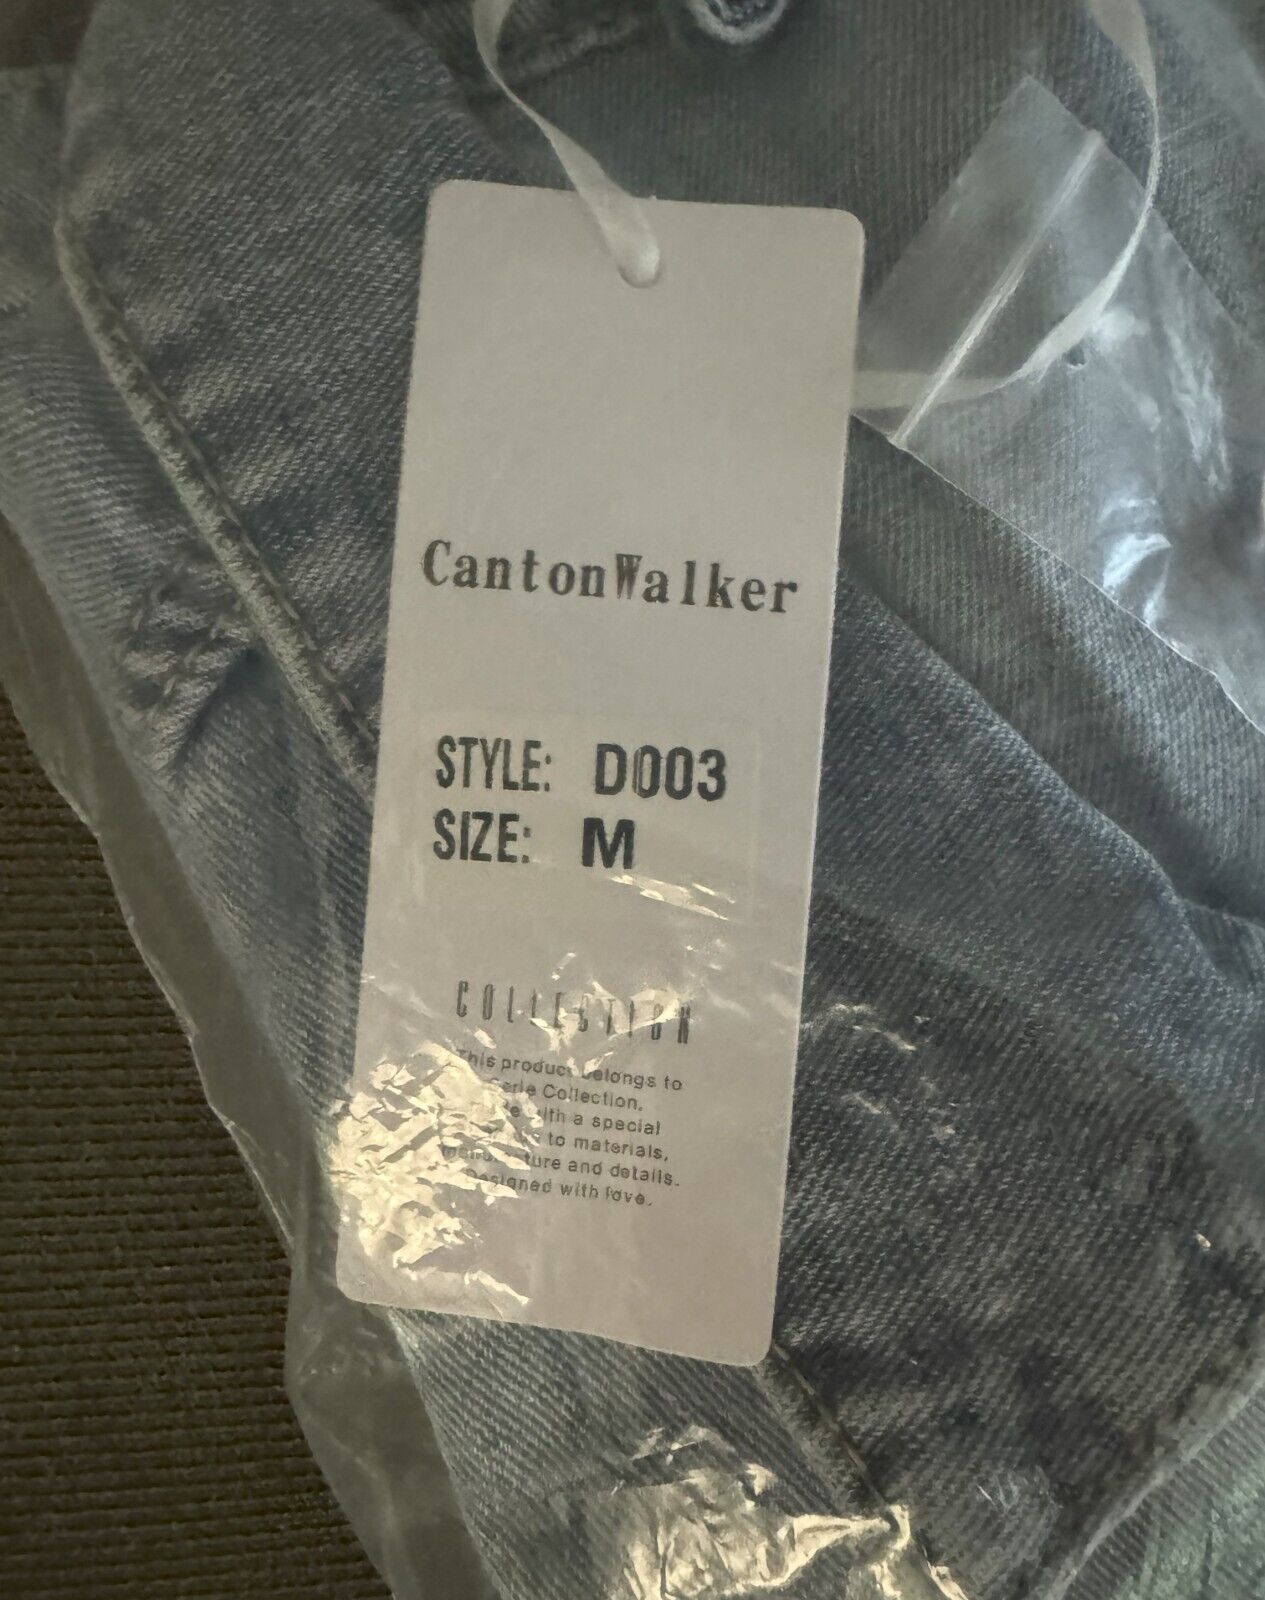 CantonWalker
STYLE: D003
SIZE: M
COLLECTION
This product belongs to
Collection.
with a special
to materials,
and details.
Designed with love.